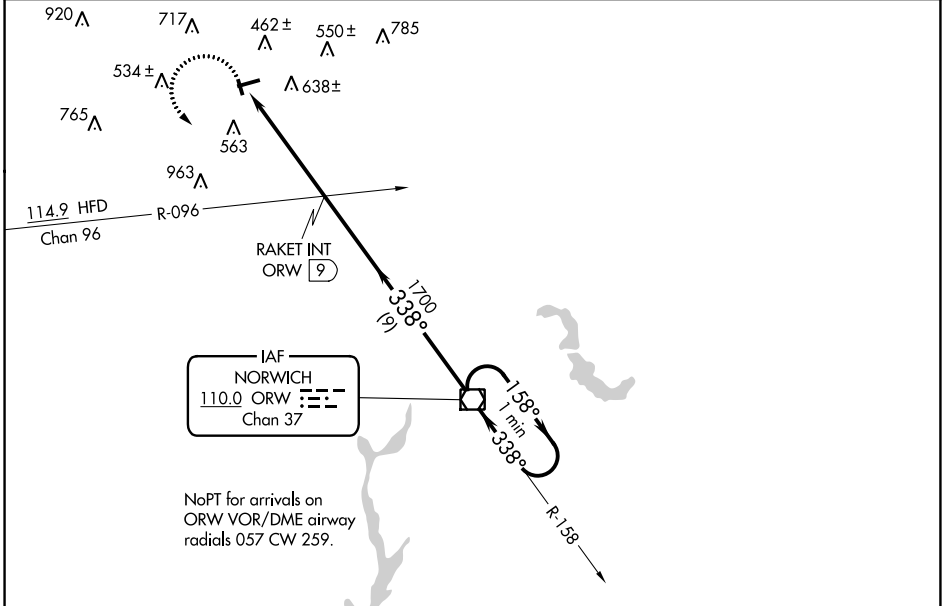 920
717
462 ±
550 ±
785
534 ±
638±
765
563
963
114.9 HFD
Chan 96
R-096
RAKET INT
ORW 9
1700
338°
(9)
IAF
NORWICH
110.0 ORW
Chan 37
158°
1 min
338°
R-158
NoPT for arrivals on
ORW VOR/DME airway
radials 057 CW 259.